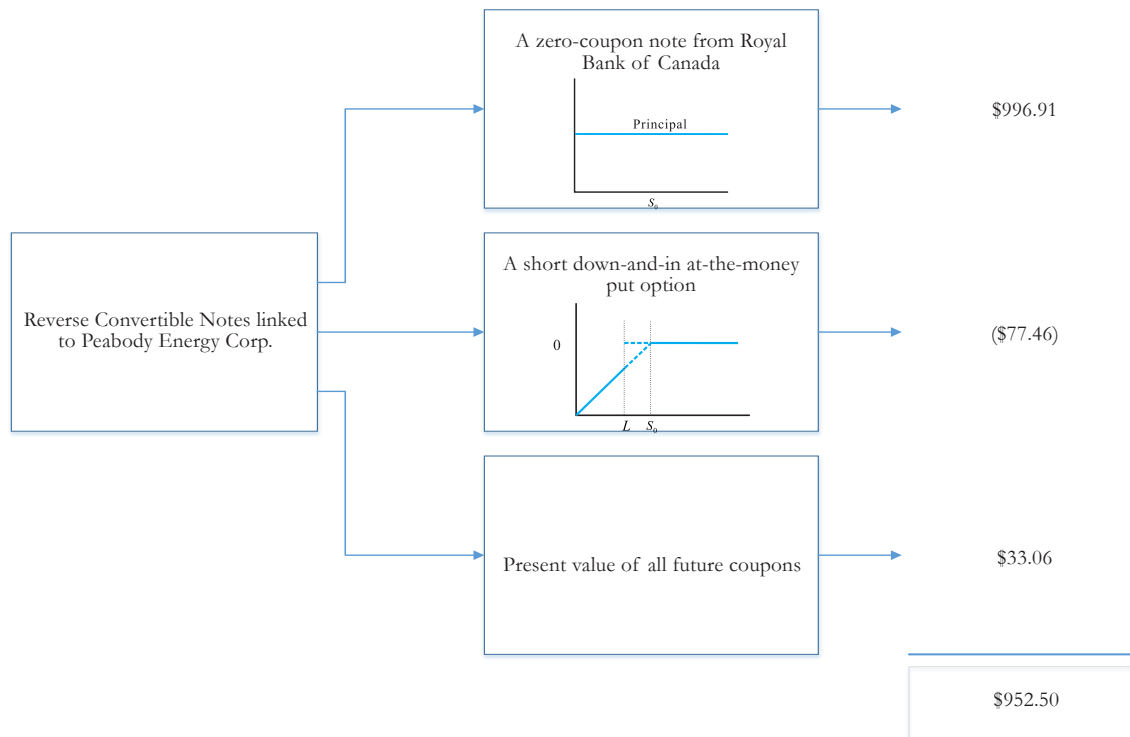 A zero-coupon note from Royal
Bank of Canada
Principal
S₀
$996.91
Reverse Convertible Notes linked
to Peabody Energy Corp.
A short down-and-in at-the-money
put option
0
L S₀
($77.46)
Present value of all future coupons
$33.06
$952.50